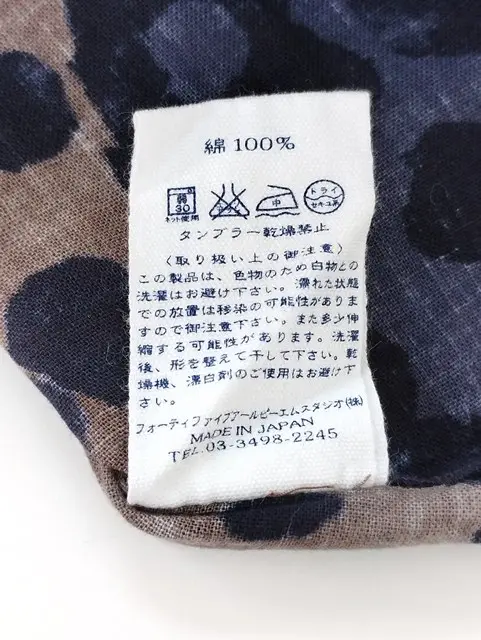 綿 100%
弱 30 ネット使用 エンソサラシ 中 ドライ セキユ系
タンブラー乾燥禁止
〈取り扱い上の御注意〉
この製品は、色物のため白物との
洗濯はお避け下さい。濡れた状態
での放置は移染の可能性がありま
すので御注意下さい。また多少伸
縮する可能性があります。洗濯
後、形を整えて干して下さい。乾
燥機、漂白剤のご使用はお避け下
さい。
フォーティファイブアールピーエムスタジオ(株)
MADE IN JAPAN
TEL.03-3498-2245